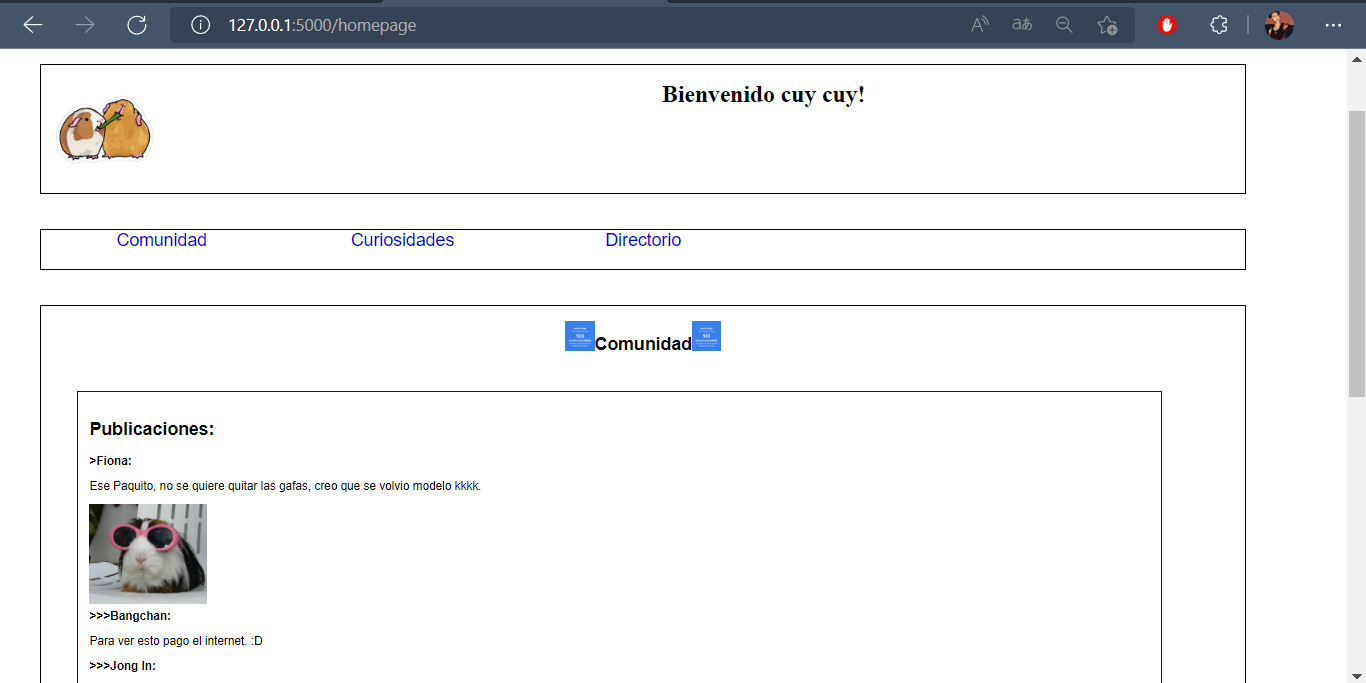 127.0.0.1:5000/homepage
Bienvenido cuy cuy!
Comunidad Curiosidades Directorio
Comunidad
Publicaciones:
>Fiona:
Ese Paquito, no se quiere quitar las gafas, creo que se volvio modelo kkkk.
>>>Bangchan:
Para ver esto pago el internet. :D
>>>Jong In: